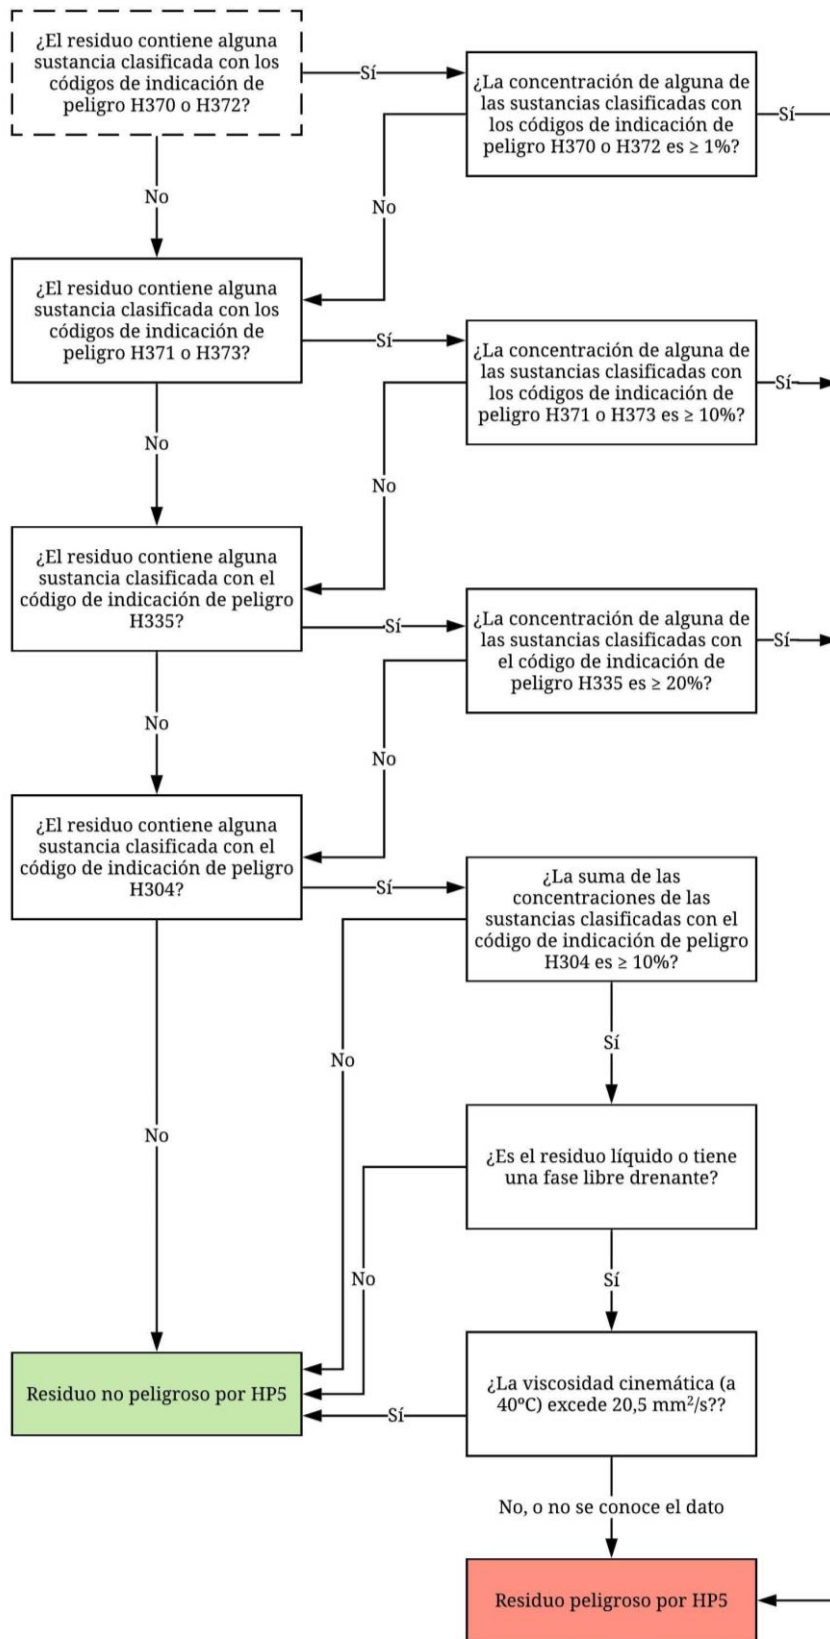 ¿El residuo contiene alguna
sustancia clasificada con los
códigos de indicación de
peligro H370 o H372?
Sí
¿La concentración de alguna de
las sustancias clasificadas con
los códigos de indicación de
peligro H370 o H372 es ≥ 1%?
Sí
No
No
¿El residuo contiene alguna
sustancia clasificada con los
códigos de indicación de
peligro H371 o H373?
Sí
¿La concentración de alguna de
las sustancias clasificadas con
los códigos de indicación de
peligro H371 o H373 es ≥ 10%?
Sí
No
No
¿El residuo contiene alguna
sustancia clasificada con el
código de indicación de peligro
H335?
Sí
¿La concentración de alguna de
las sustancias clasificadas con
el código de indicación de
peligro H335 es ≥ 20%?
Sí
No
No
¿El residuo contiene alguna
sustancia clasificada con el
código de indicación de peligro
H304?
Sí
¿La suma de las
concentraciones de las
sustancias clasificadas con el
código de indicación de peligro
H304 es ≥ 10%?
Sí
No
No
¿Es el residuo líquido o tiene
una fase libre drenante?
No
Sí
Residuo no peligroso por HP5
Sí
¿La viscosidad cinemática (a
40ºC) excede 20,5 mm²/s??
No, o no se conoce el dato
Residuo peligroso por HP5